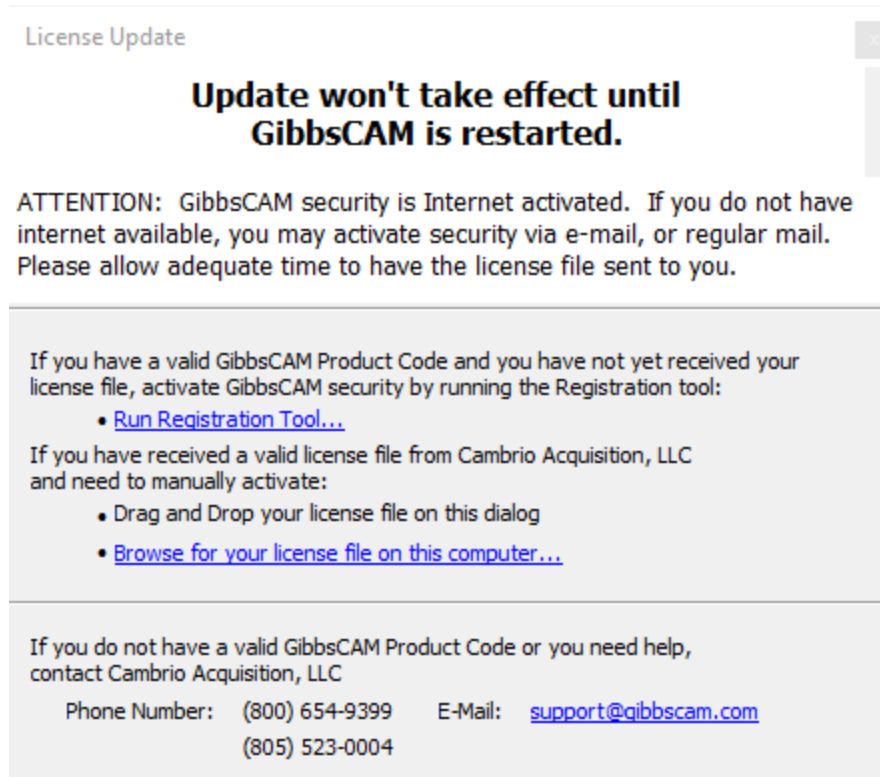 License Update
x
Update won't take effect until
GibbsCAM is restarted.
ATTENTION:  GibbsCAM security is Internet activated.  If you do not have
internet available, you may activate security via e-mail, or regular mail.
Please allow adequate time to have the license file sent to you.
If you have a valid GibbsCAM Product Code and you have not yet received your
license file, activate GibbsCAM security by running the Registration tool:
• Run Registration Tool...
If you have received a valid license file from Cambrio Acquisition, LLC
and need to manually activate:
• Drag and Drop your license file on this dialog
• Browse for your license file on this computer...
If you do not have a valid GibbsCAM Product Code or you need help,
contact Cambrio Acquisition, LLC
Phone Number: (800) 654-9399 E-Mail: support@gibbscam.com
(805) 523-0004